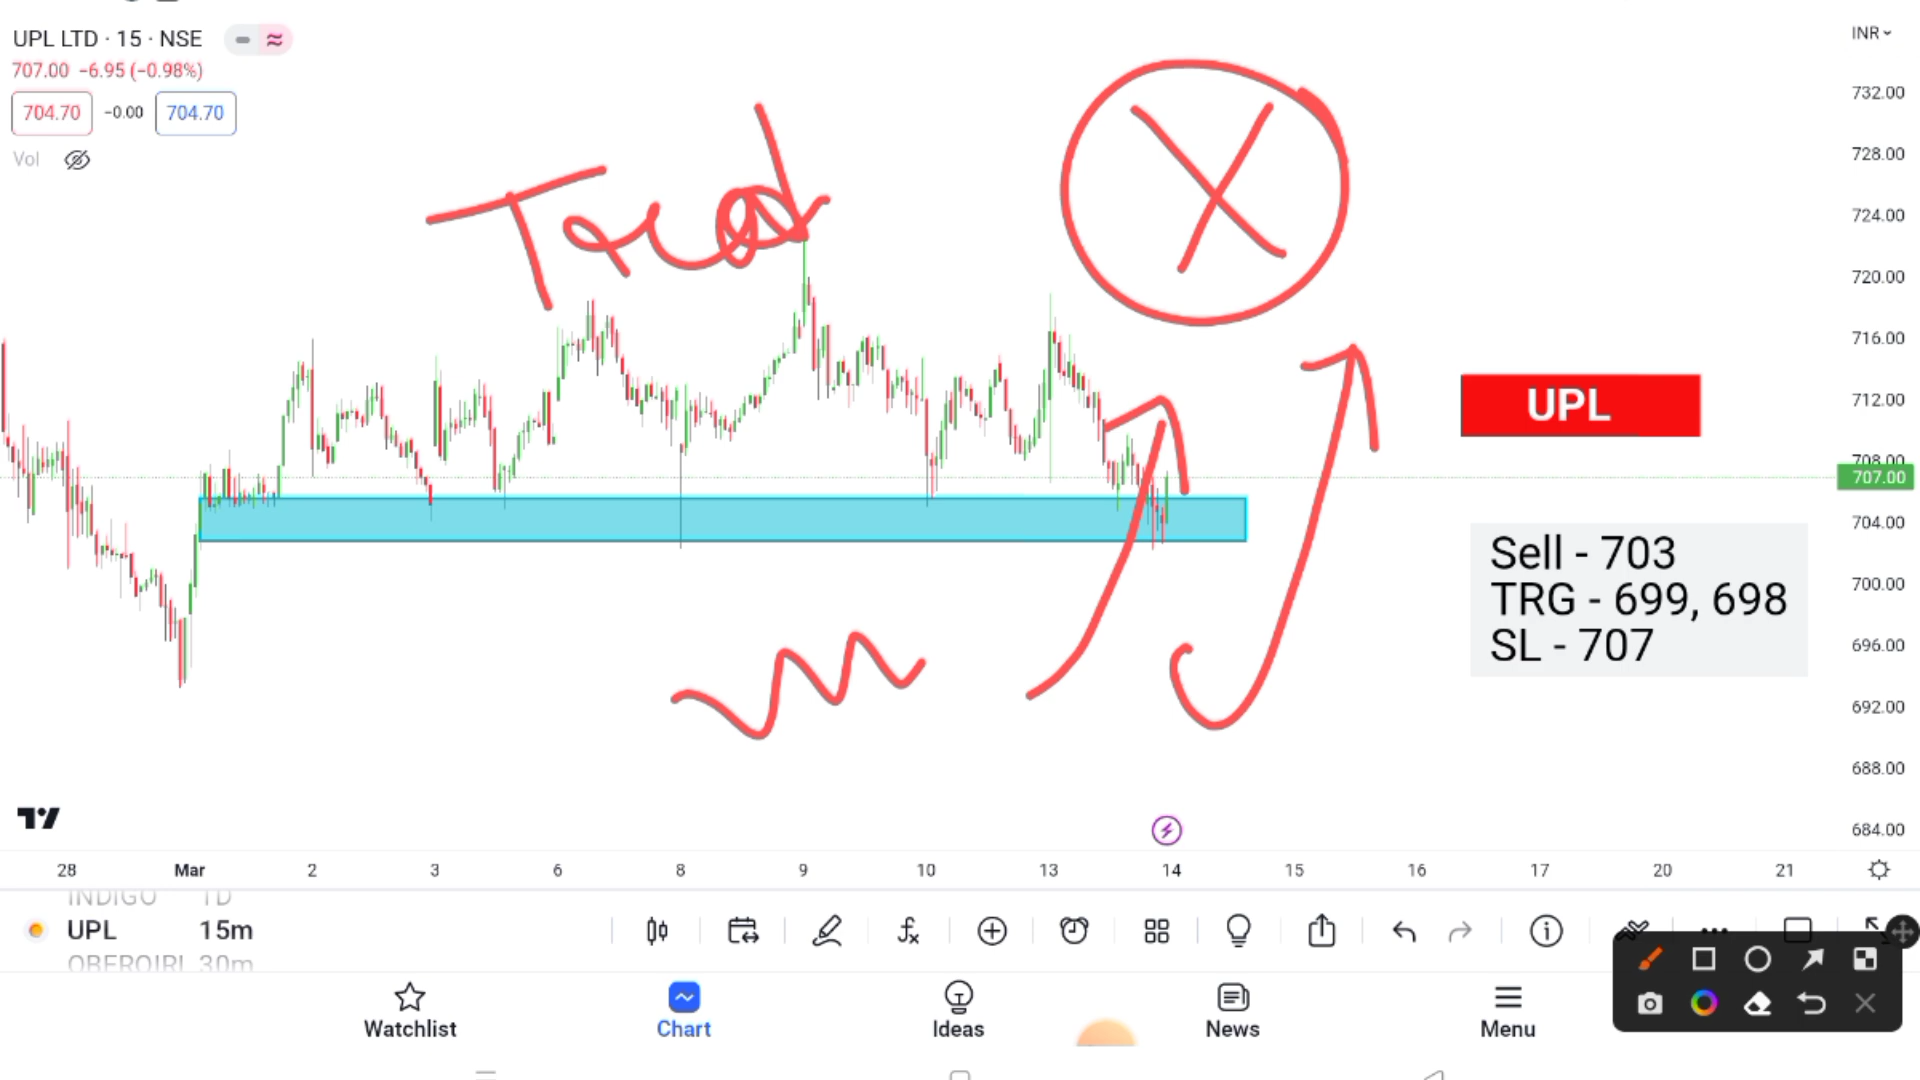 UPL LTD · 15 · NSE
707.00 −6.95 (−0.98%)
704.70 −0.00 704.70
Vol
INR
732.00
728.00
724.00
720.00
716.00
712.00
708.00
707.00
704.00
700.00
696.00
692.00
688.00
684.00
UPL
Sell - 703
TRG - 699, 698
SL - 707
28 Mar 2 3 6 8 9 10 13 14 15 16 17 20 21
INDIGO 1D
UPL 15m
OBEROIRL 30m
Watchlist Chart Ideas News Menu